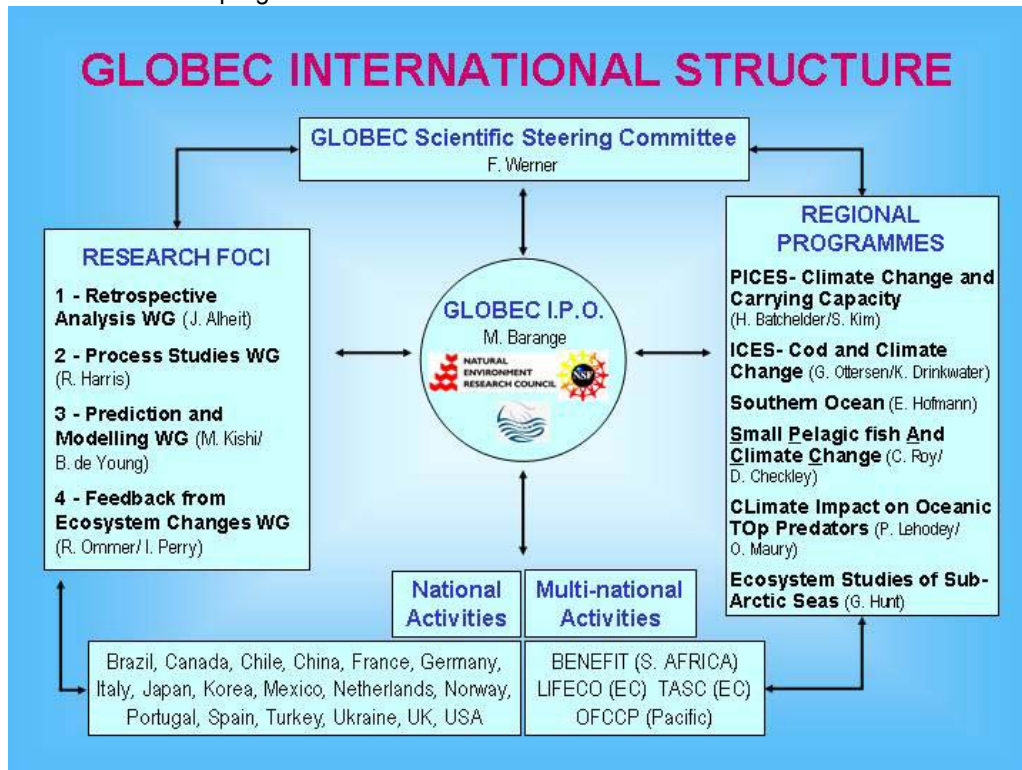 GLOBEC INTERNATIONAL STRUCTURE
GLOBEC Scientific Steering Committee
F. Werner
RESEARCH FOCI
1 - Retrospective
Analysis WG (J. Alheit)
2 - Process Studies WG
(R. Harris)
3 - Prediction and
Modelling WG (M. Kishi/
B. de Young)
4 - Feedback from
Ecosystem Changes WG
(R. Ommer/ I. Perry)
GLOBEC I.P.O.
M. Barange
NATURAL
ENVIRONMENT
RESEARCH COUNCIL
NSF
REGIONAL
PROGRAMMES
PICES- Climate Change and
Carrying Capacity
(H. Batchelder/S. Kim)
ICES- Cod and Climate
Change (G. Ottersen/K. Drinkwater)
Southern Ocean (E. Hofmann)
Small Pelagic fish And
Climate Change (C. Roy/
D. Checkley)
CLimate Impact on Oceanic
TOp Predators (P. Lehodey/
O. Maury)
Ecosystem Studies of Sub-
Arctic Seas (G. Hunt)
National
Activities
Multi-national
Activities
Brazil, Canada, Chile, China, France, Germany,
Italy, Japan, Korea, Mexico, Netherlands, Norway,
Portugal, Spain, Turkey, Ukraine, UK, USA
BENEFIT (S. AFRICA)
LIFECO (EC) TASC (EC)
OFCCP (Pacific)